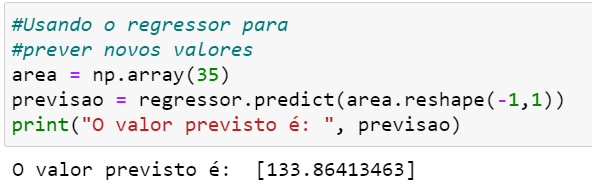 #Usando o regressor para
#prever novos valores
area = np.array(35)
previsao = regressor.predict(area.reshape(-1,1))
print("O valor previsto é: ", previsao)
O valor previsto é:  [133.86413463]